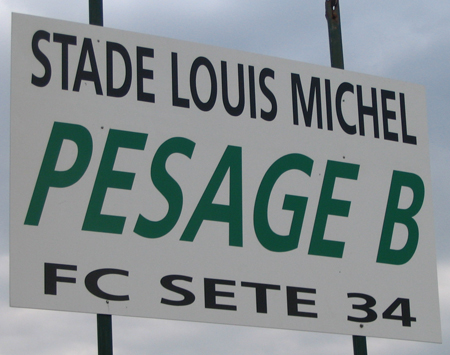 STADE LOUIS MICHEL
PESAGE B
FC SETE 34